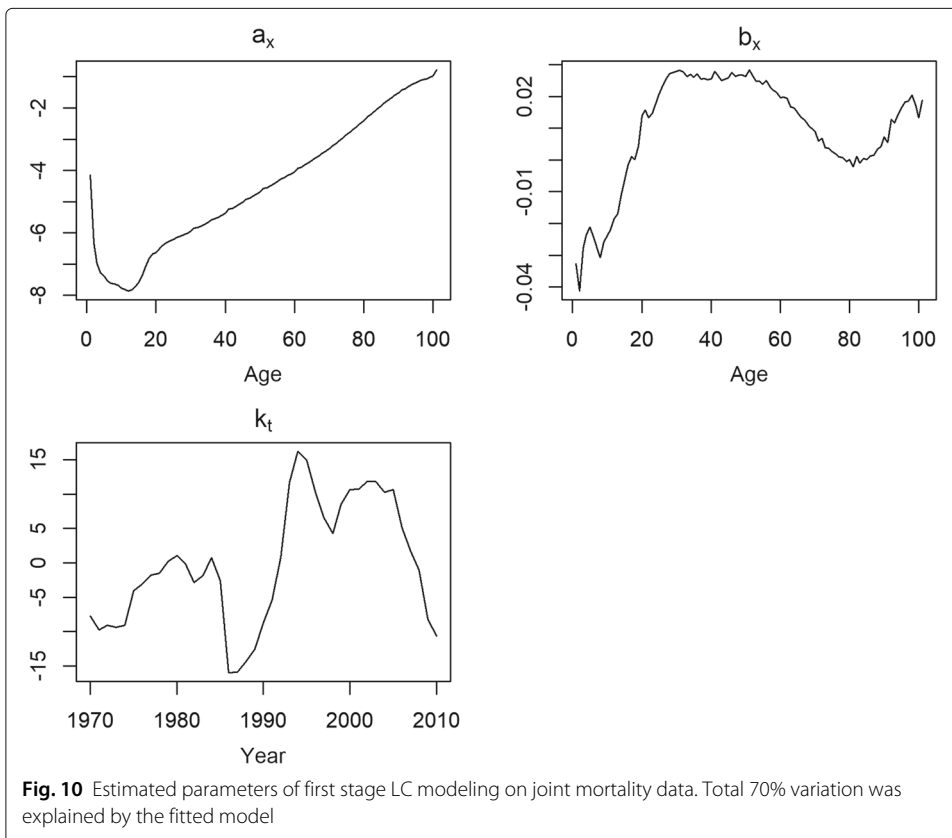 a_x
-2
-4
-6
-8
0 20 40 60 80 100
Age
b_x
0.02
-0.01
-0.04
0 20 40 60 80 100
Age
k_t
15
5
0
-5
-15
1970 1980 1990 2000 2010
Year
Fig. 10 Estimated parameters of first stage LC modeling on joint mortality data. Total 70% variation was
explained by the fitted model